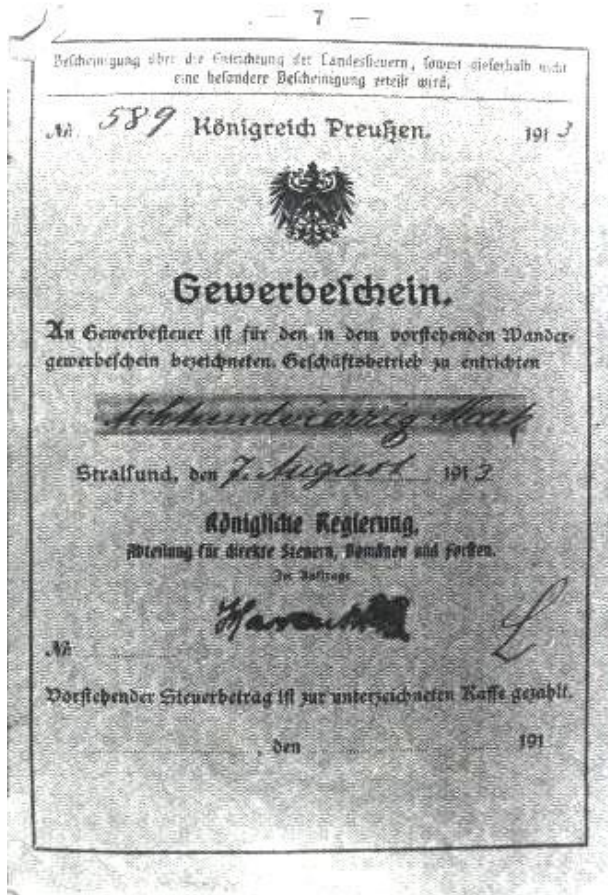 — 7 —
Bescheinigung über die Entrichtung der Landessteuern, soweit dieserhalb nicht
eine besondere Bescheinigung erteilt wird.
No. 589 Königreich Preußen. 1913
Gewerbeschein.
An Gewerbesteuer ist für den in dem vorstehenden Wander-
gewerbeschein bezeichneten Geschäftsbetrieb zu entrichten
Achtundvierzig Mark
Stralsund, den 7. August 1913
Königliche Regierung,
Abteilung für direkte Steuern, Domänen und Forsten.
Im Auftrage
No.
Vorstehender Steuerbetrag ist zur unterzeichneten Kasse gezahlt.
, den 191